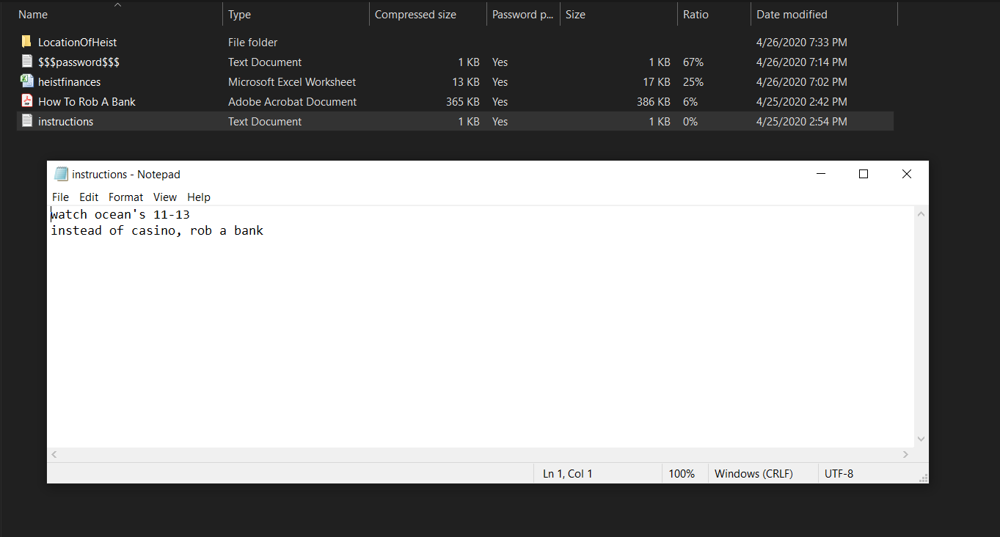 Name Type Compressed size Password p... Size Ratio Date modified
LocationOfHeist File folder 4/26/2020 7:33 PM
$$$password$$$ Text Document 1 KB Yes 1 KB 67% 4/26/2020 7:14 PM
heistfinances Microsoft Excel Worksheet 13 KB Yes 17 KB 25% 4/26/2020 7:02 PM
How To Rob A Bank Adobe Acrobat Document 365 KB Yes 386 KB 6% 4/25/2020 2:42 PM
instructions Text Document 1 KB Yes 1 KB 0% 4/25/2020 2:54 PM
instructions - Notepad
File Edit Format View Help
watch ocean's 11-13
instead of casino, rob a bank
Ln 1, Col 1 100% Windows (CRLF) UTF-8